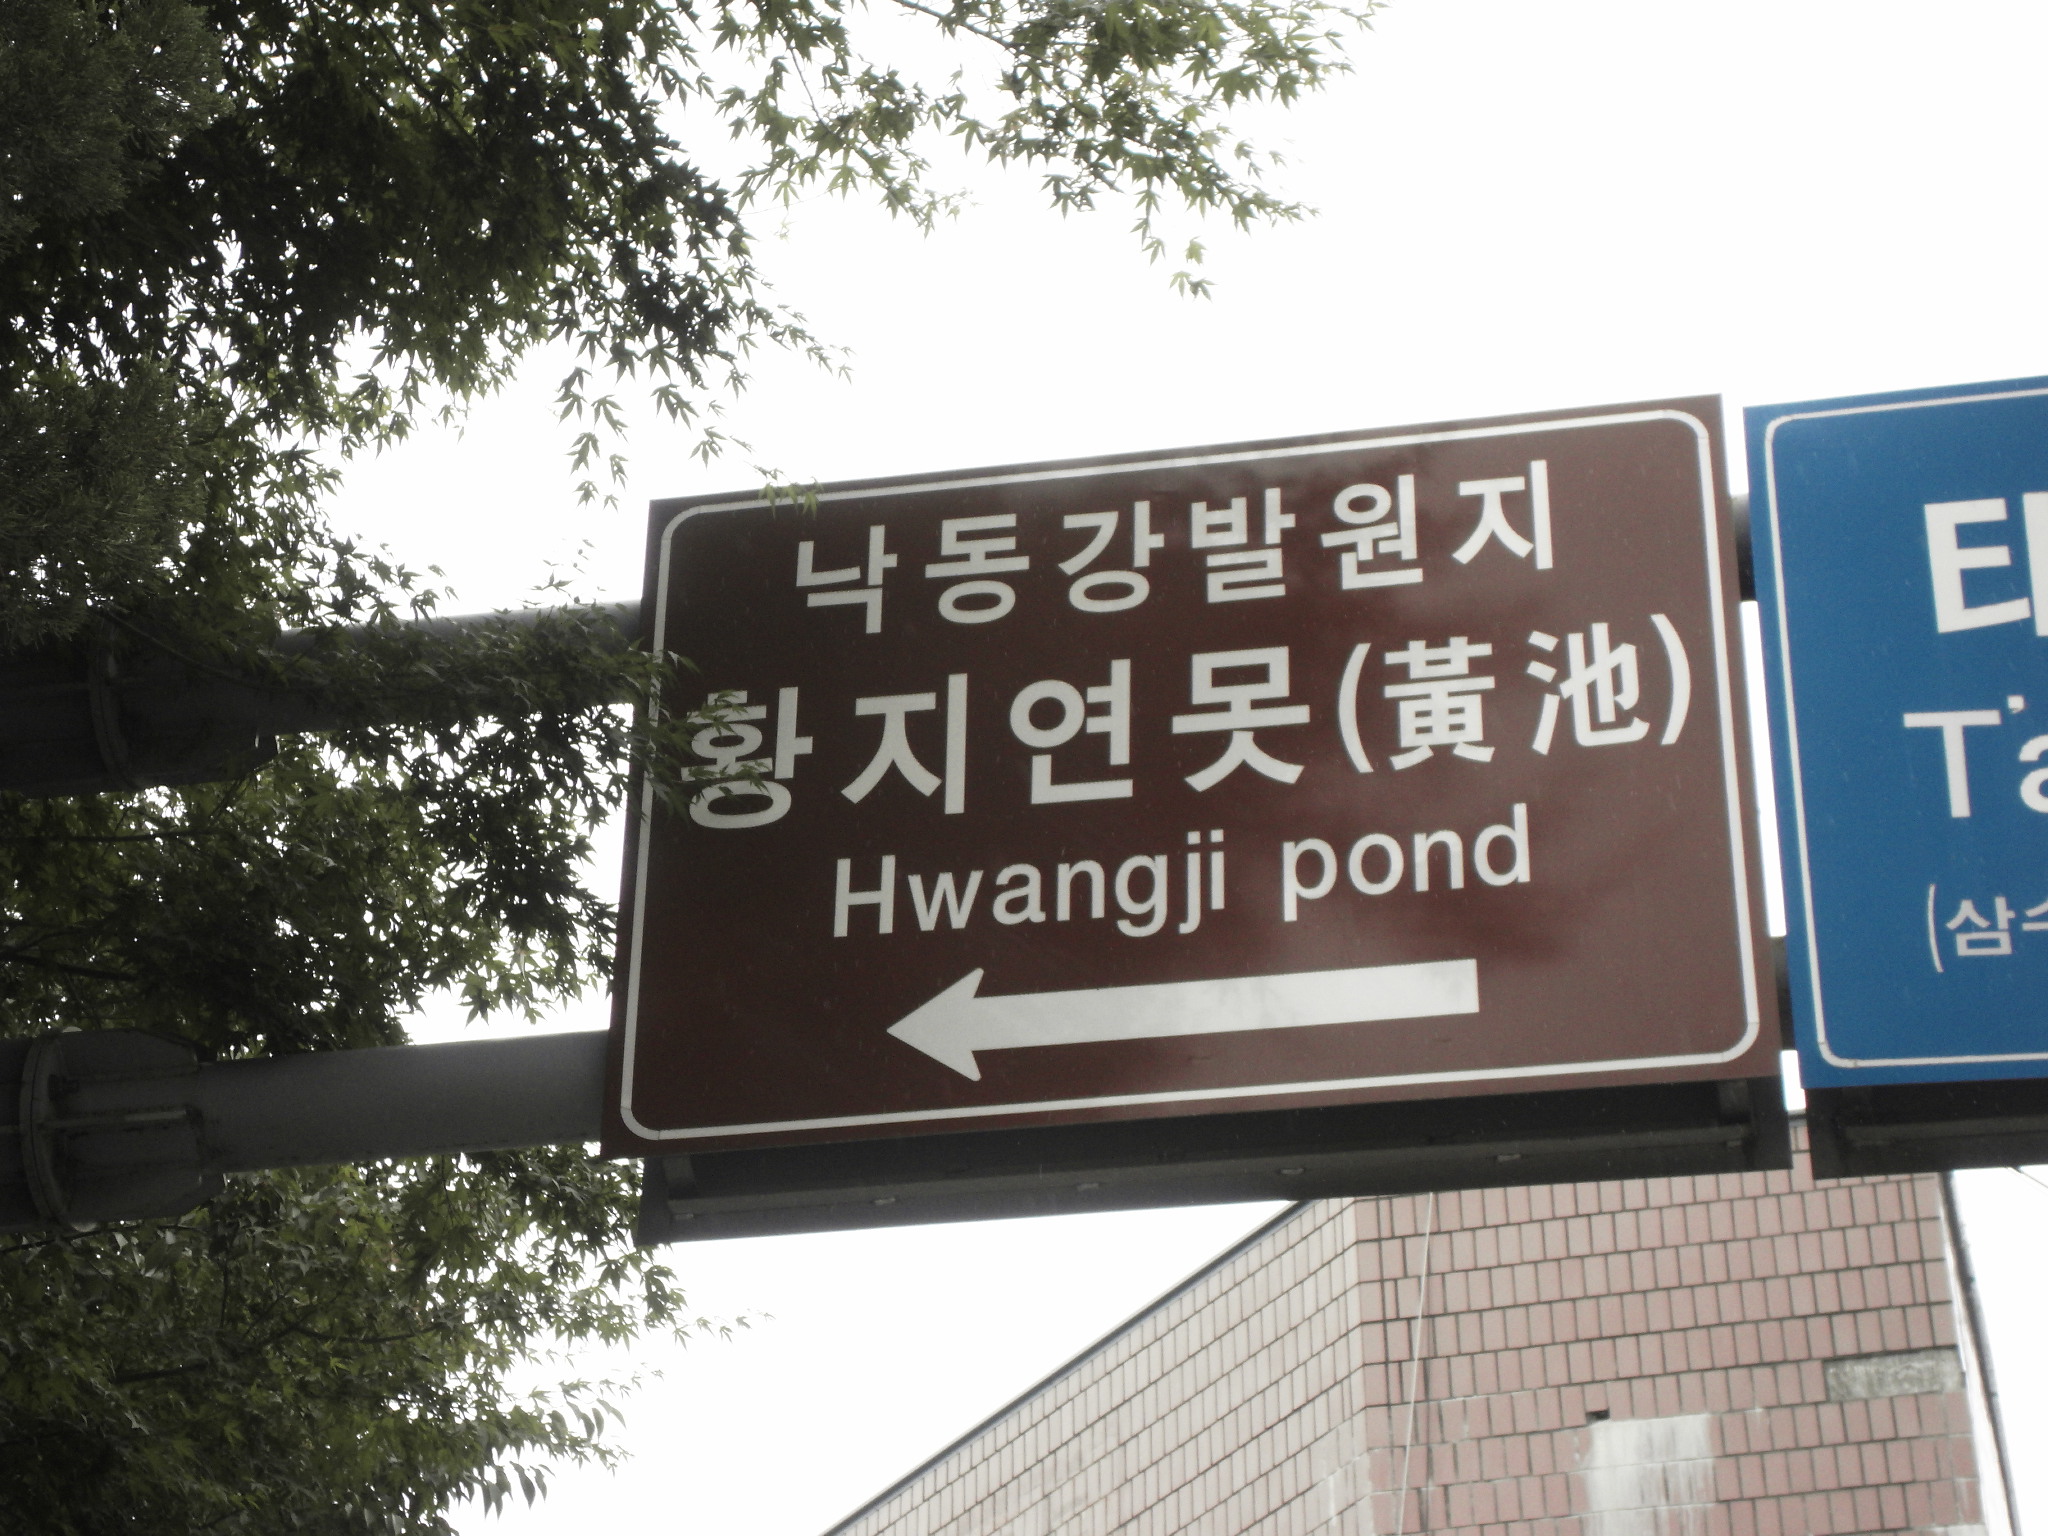 낙동강발원지
황지연못(黃池)
Hwangji pond